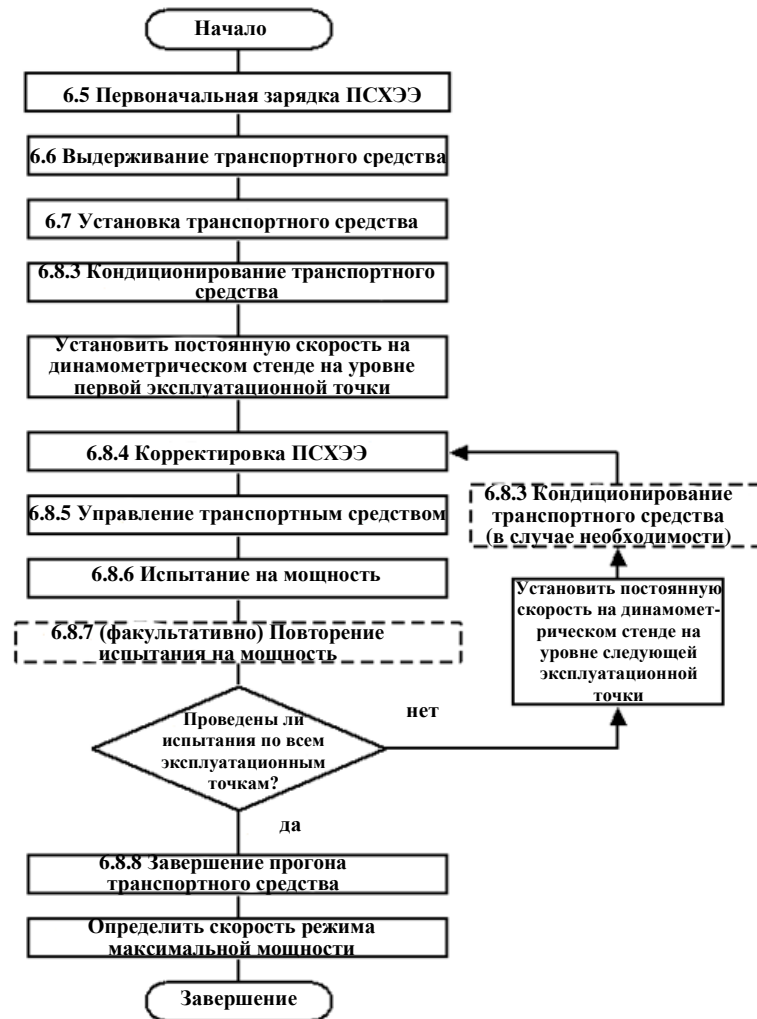 Начало
6.5 Первоначальная зарядка ПСХЭЭ
6.6 Выдерживание транспортного средства
6.7 Установка транспортного средства
6.8.3 Кондиционирование транспортного
средства
Установить постоянную скорость на
динамометрическом стенде на уровне
первой эксплуатационной точки
6.8.4 Корректировка ПСХЭЭ
6.8.5 Управление транспортным средством
6.8.6 Испытание на мощность
6.8.7 (факультативно) Повторение
испытания на мощность
Проведены ли
испытания по всем
эксплуатационным
точкам?
нет
Установить постоянную
скорость на динамомет-
рическом стенде на
уровне следующей
эксплуатационной
точки
6.8.3 Кондиционирование
транспортного средства
(в случае необходимости)
да
6.8.8 Завершение прогона
транспортного средства
Определить скорость режима
максимальной мощности
Завершение